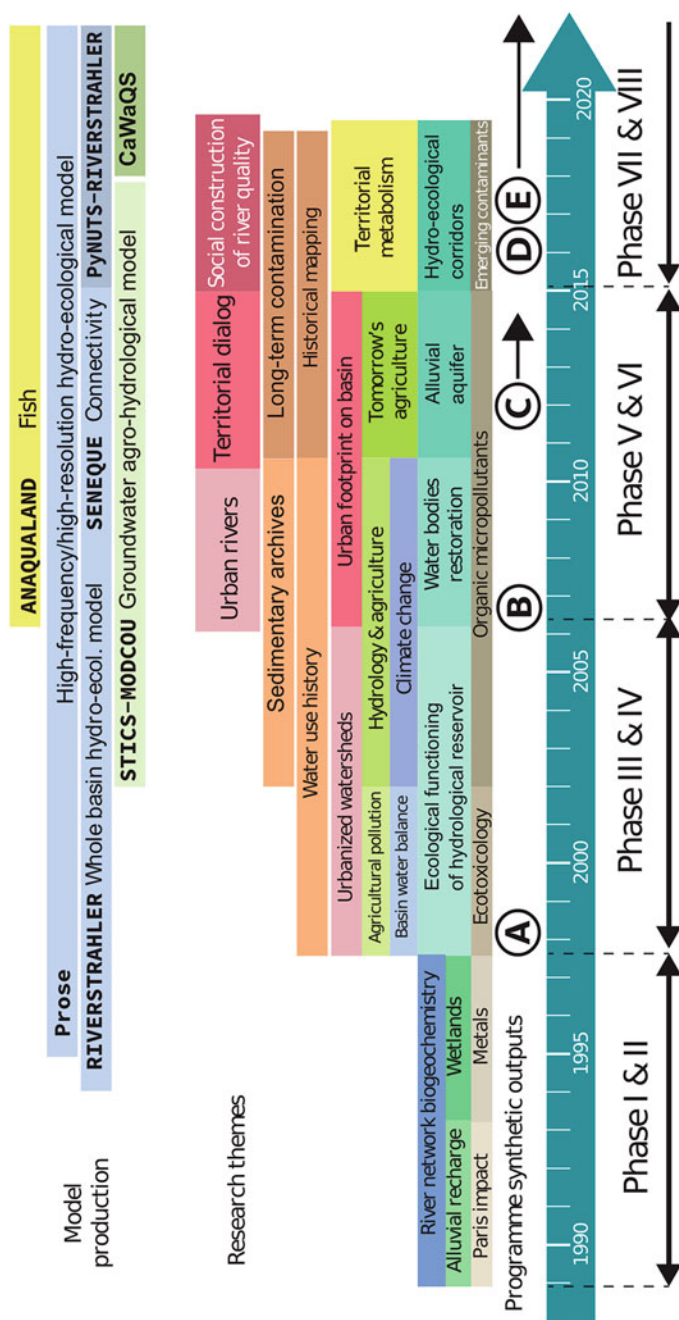 Model
production
ANAQUALAND Fish
Prose High-frequency/high-resolution hydro-ecological model
RIVERSTRAHLER Whole basin hydro-ecol. model SENEQUE Connectivity PyNUTS-RIVERSTRAHLER
STICS-MODCOU Groundwater agro-hydrological model CaWaQS
Research themes
Urban rivers
Territorial dialog
Social construction
of river quality
Sedimentary archives
Long-term contamination
Water use history
Historical mapping
Urbanized watersheds
Urban footprint on basin
Territorial
metabolism
Agricultural pollution
Hydrology & agriculture
Tomorrow's
agriculture
Basin water balance
Climate change
River network biogeochemistry
Alluvial recharge
Wetlands
Ecological functioning
of hydrological reservoir
Water bodies
restoration
Alluvial
aquifer
Hydro-ecological
corridors
Paris impact
Metals
Ecotoxicology
Organic micropollutants
Emerging contaminants
Programme synthetic outputs
A
B
C
D
E
1990
1995
2000
2005
2010
2015
2020
Phase I & II
Phase III & IV
Phase V & VI
Phase VII & VIII